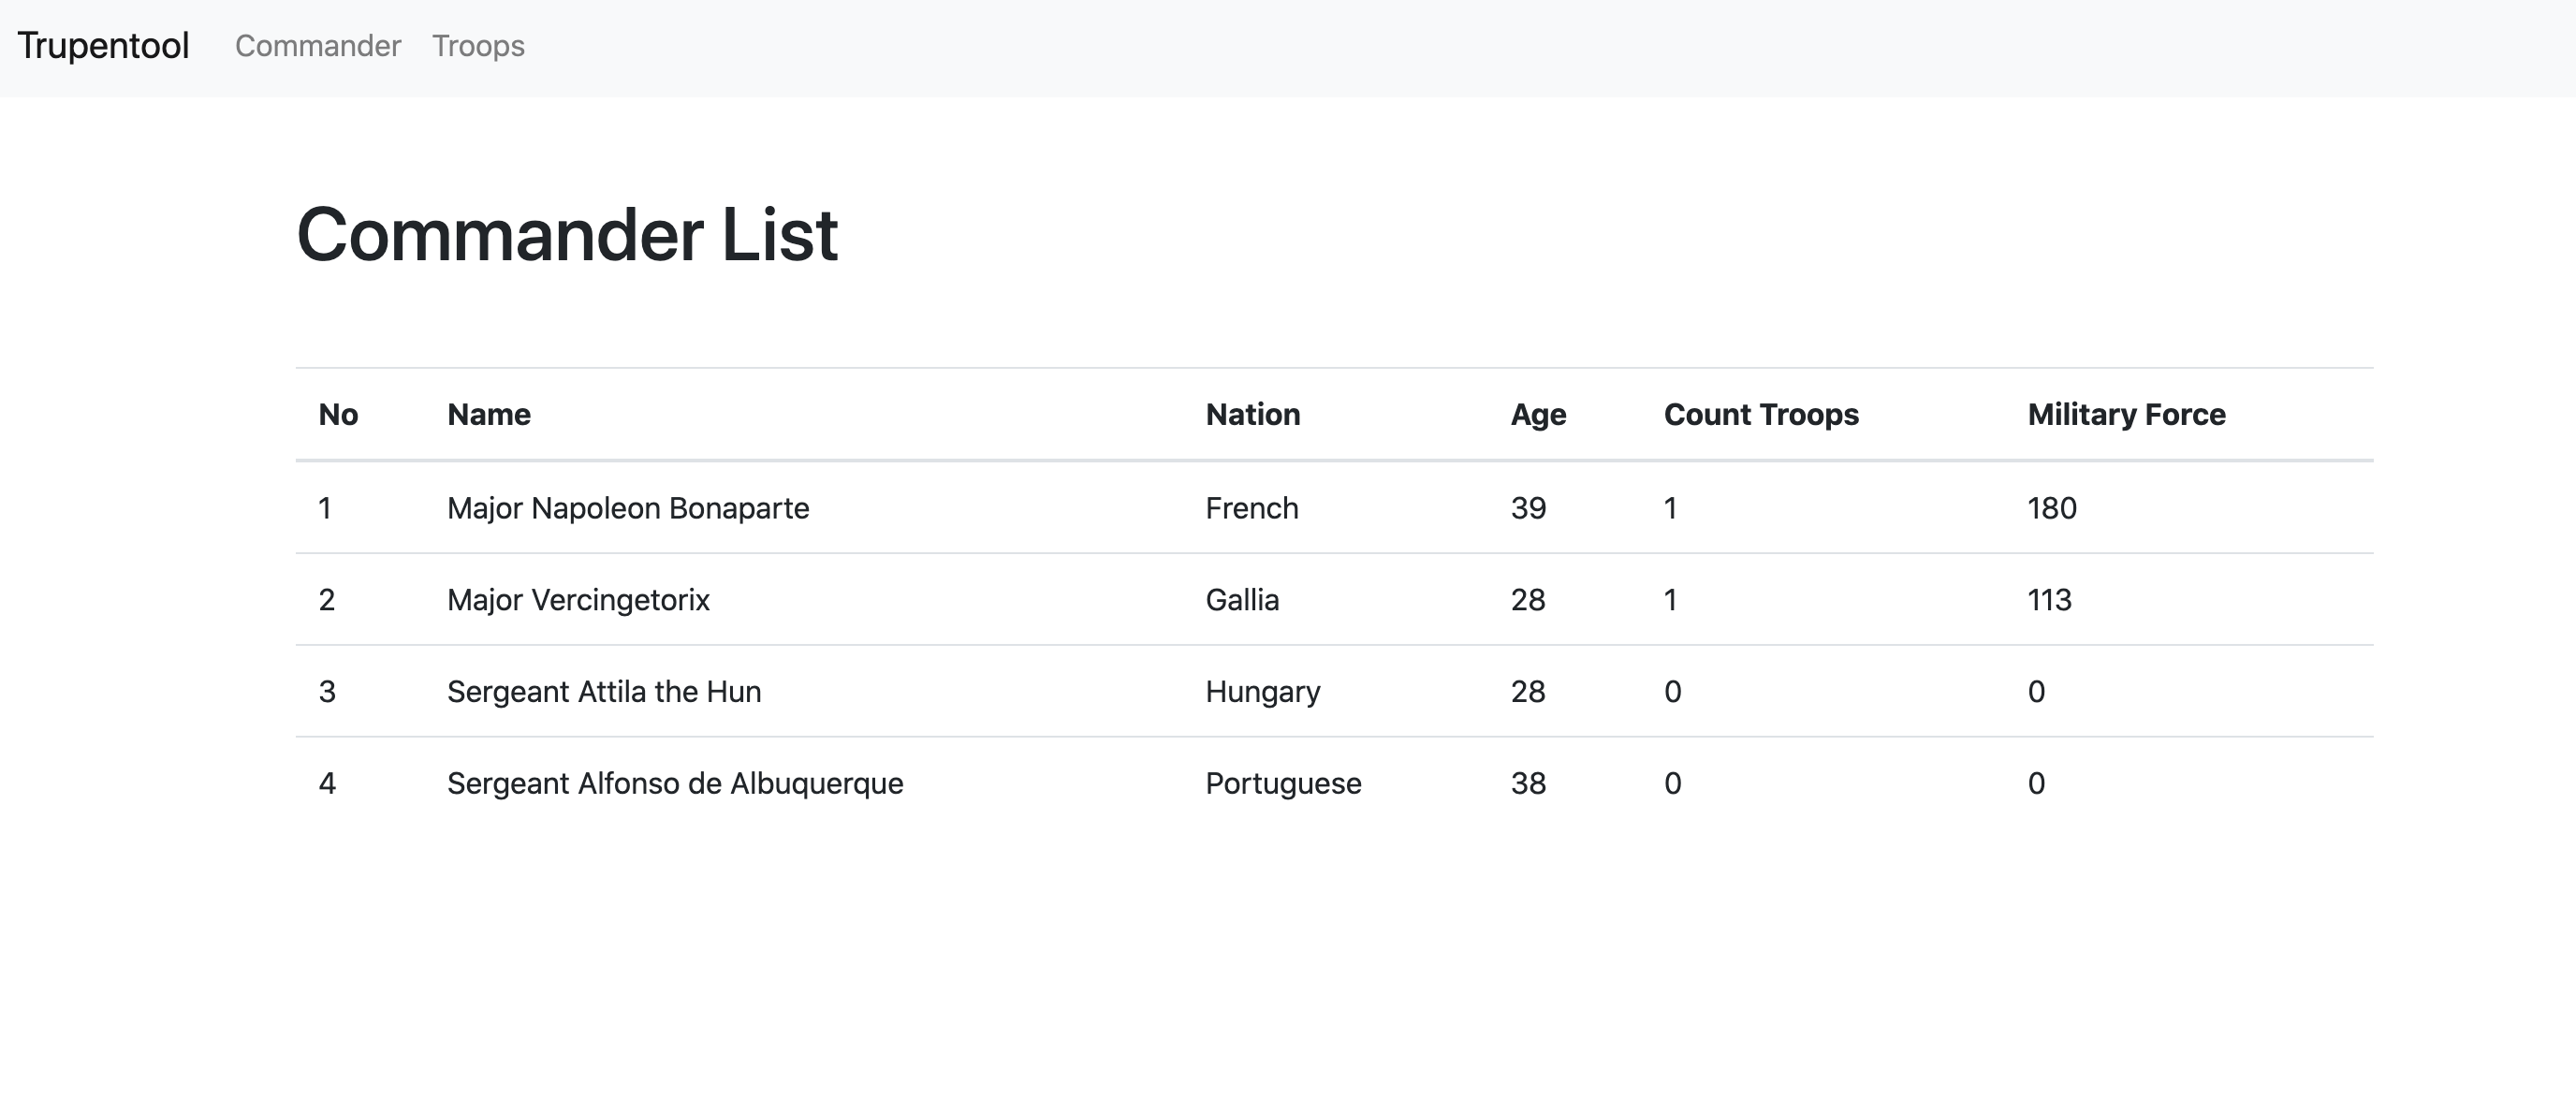 Trupentool Commander Troops
Commander List
No Name Nation Age Count Troops Military Force
1 Major Napoleon Bonaparte French 39 1 180
2 Major Vercingetorix Gallia 28 1 113
3 Sergeant Attila the Hun Hungary 28 0 0
4 Sergeant Alfonso de Albuquerque Portuguese 38 0 0